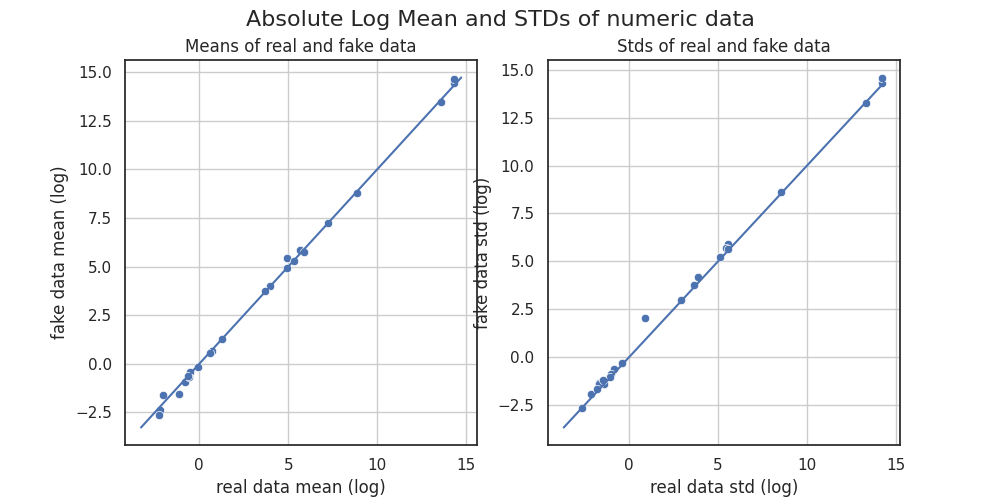 Absolute Log Mean and STDs of numeric data
Means of real and fake data
15.0
12.5
10.0
7.5
5.0
2.5
0.0
−2.5
0 5 10 15
fake data mean (log)
real data mean (log)
Stds of real and fake data
15.0
12.5
10.0
7.5
5.0
2.5
0.0
−2.5
0 5 10 15
fake data std (log)
real data std (log)